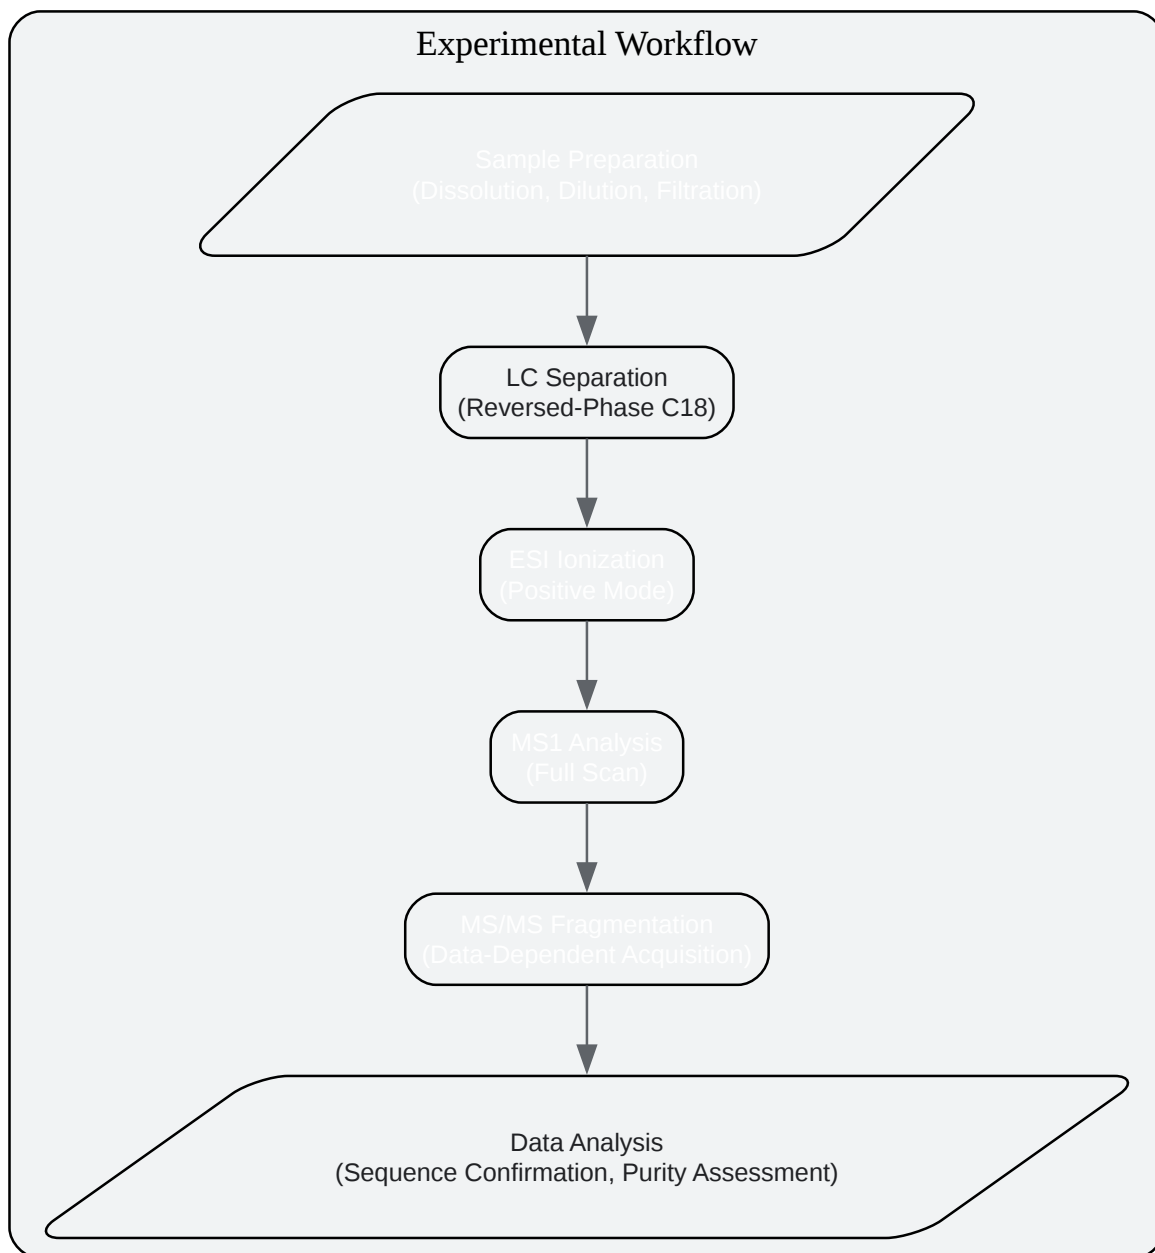 Experimental Workflow
Sample Preparation
(Dissolution, Dilution, Filtration)
LC Separation
(Reversed-Phase C18)
ESI Ionization
(Positive Mode)
MS1 Analysis
(Full Scan)
MS/MS Fragmentation
(Data-Dependent Acquisition)
Data Analysis
(Sequence Confirmation, Purity Assessment)